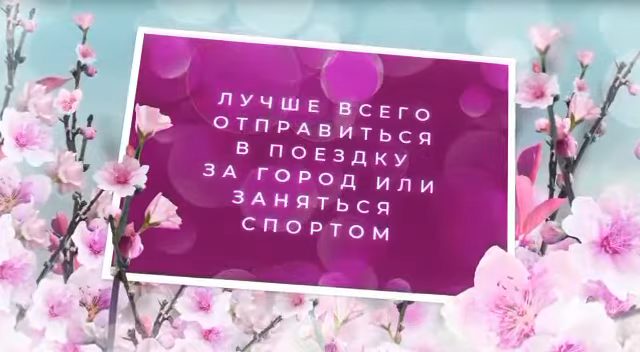 ЛУЧШЕ ВСЕГО
ОТПРАВИТЬСЯ
В ПОЕЗДКУ
ЗА ГОРОД ИЛИ
ЗАНЯТЬСЯ
СПОРТОМ